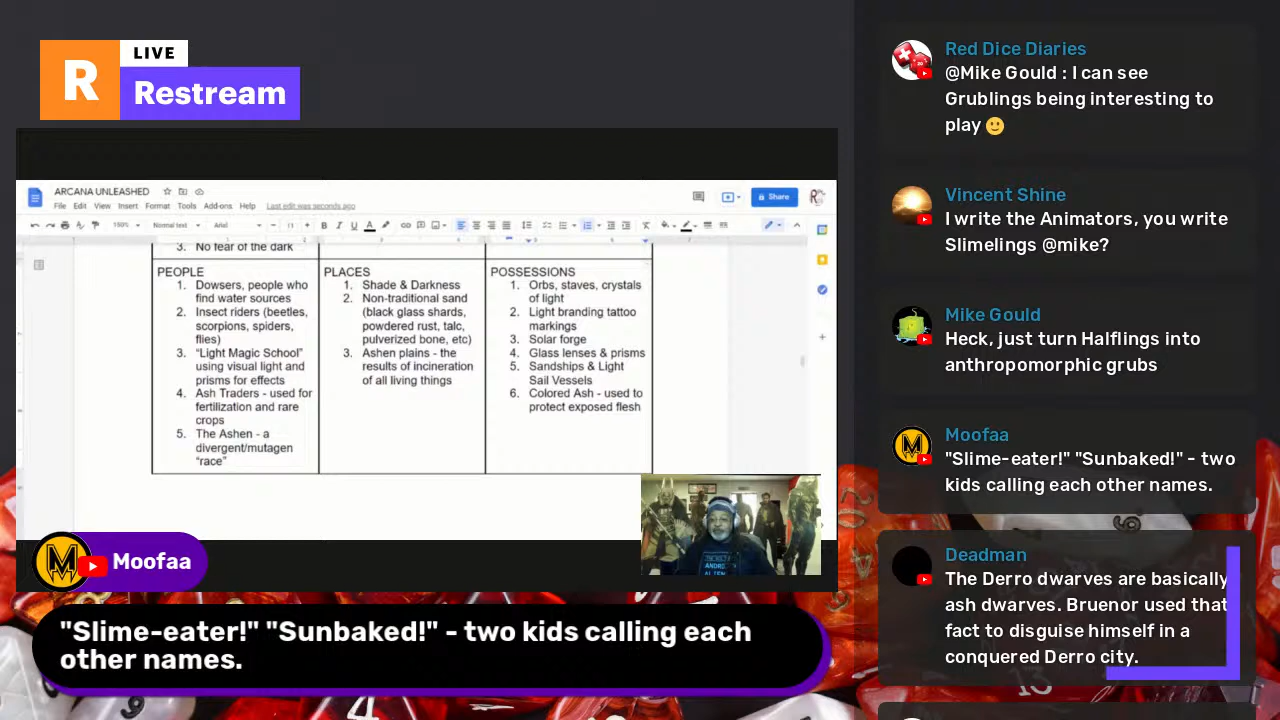 R
LIVE
Restream
ARCANA UNLEASHED
File Edit View Insert Format Tools Add-ons Help Last edit was seconds ago
Share
150% Normal text Arial 11
3. No fear of the dark
PEOPLE
1. Dowsers, people who
find water sources
2. Insect riders (beetles,
scorpions, spiders,
flies)
3. “Light Magic School”
using visual light and
prisms for effects
4. Ash Traders - used for
fertilization and rare
crops
5. The Ashen - a
divergent/mutagen
“race”
PLACES
1. Shade & Darkness
2. Non-traditional sand
(black glass shards,
powdered rust, talc,
pulverized bone, etc)
3. Ashen plains - the
results of incineration
of all living things
POSSESSIONS
1. Orbs, staves, crystals
of light
2. Light branding tattoo
markings
3. Solar forge
4. Glass lenses & prisms
5. Sandships & Light
Sail Vessels
6. Colored Ash - used to
protect exposed flesh
Moofaa
"Slime-eater!" "Sunbaked!" - two kids calling each
other names.
Red Dice Diaries
@Mike Gould : I can see
Grublings being interesting to
play 🙂
Vincent Shine
I write the Animators, you write
Slimelings @mike?
Mike Gould
Heck, just turn Halflings into
anthropomorphic grubs
Moofaa
"Slime-eater!" "Sunbaked!" - two
kids calling each other names.
Deadman
The Derro dwarves are basically
ash dwarves. Bruenor used that
fact to disguise himself in a
conquered Derro city.